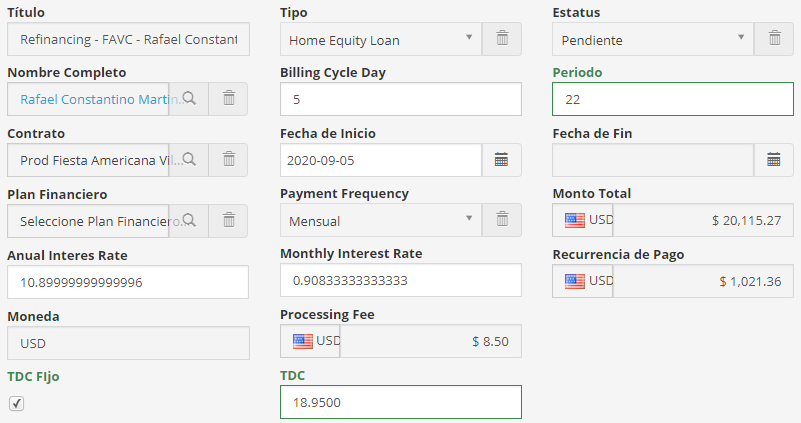 Título
Tipo
Estatus
Refinancing - FAVC - Rafael Constant
Home Equity Loan
Pendiente
Nombre Completo
Billing Cycle Day
Periodo
Rafael Constantino Martin...
5
22
Contrato
Fecha de Inicio
Fecha de Fin
Prod Fiesta Americana Vil...
2020-09-05
Plan Financiero
Payment Frequency
Monto Total
Seleccione Plan Financiero...
Mensual
USD
$ 20,115.27
Anual Interes Rate
Monthly Interest Rate
Recurrencia de Pago
10.89999999999996
0.90833333333333
USD
$ 1,021.36
Moneda
Processing Fee
USD
USD
$ 8.50
TDC FIjo
TDC
18.9500